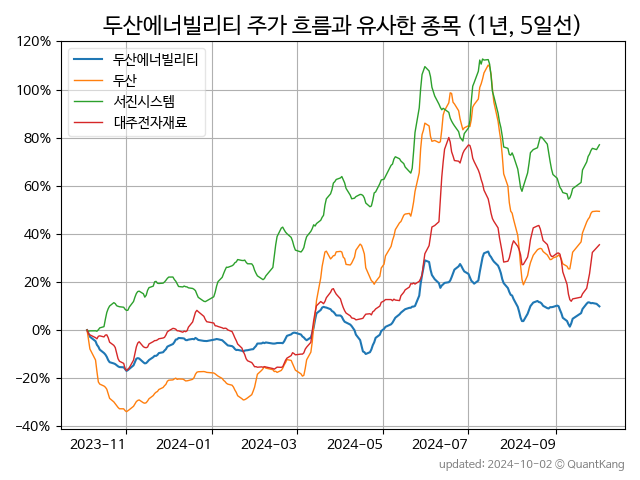 두산에너빌리티 주가 흐름과 유사한 종목 (1년, 5일선)
120%
100%
80%
60%
40%
20%
0%
−20%
−40%
두산에너빌리티
두산
서진시스템
대주전자재료
2023−11
2024−01
2024−03
2024−05
2024−07
2024−09
updated: 2024-10-02 © QuantKang